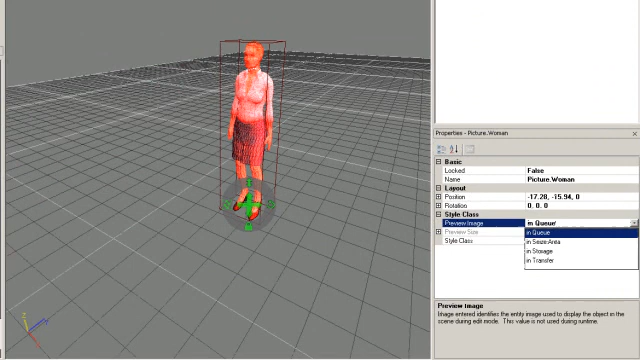 Properties - Picture.Woman
Basic
Locked False
Name Picture.Woman
Layout
Position -17.28, -15.94, 0
Rotation 0, 0, 0
Style Class
Preview Image in Queue
Preview Size in Queue
Style Class in Seize Area
in Storage
in Transfer
Preview Image
Image entered identifies the entity image used to display the object in the
scene during edit mode. This value is not used during runtime.